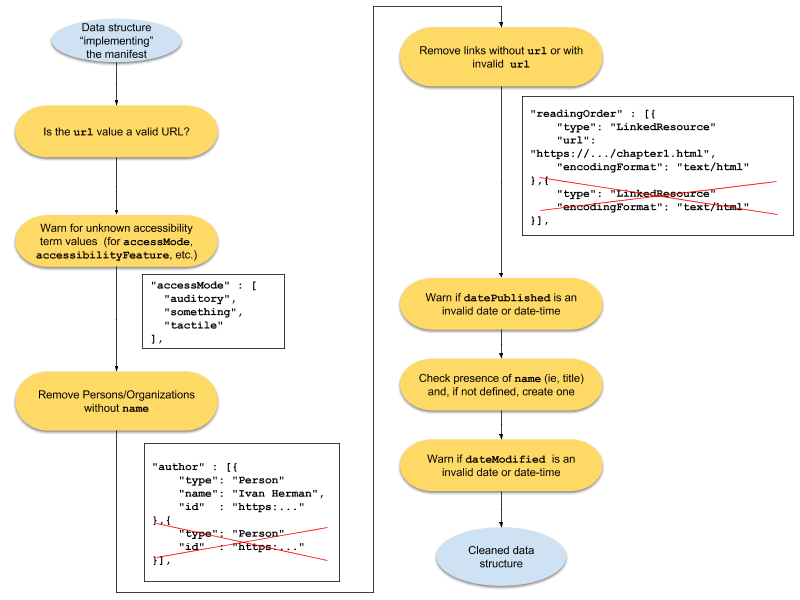 Data structure
“implementing”
the manifest
Is the url value a valid URL?
Warn for unknown accessibility
term values (for accessMode,
accessibilityFeature, etc.)
"accessMode" : [
"auditory",
"something",
"tactile"
],
Remove Persons/Organizations
without name
"author" : [{
"type": "Person"
"name": "Ivan Herman",
"id" : "https:..."
},{
"type": "Person"
"id" : "https:..."
}],
Remove links without url or with
invalid url
"readingOrder" : [{
"type": "LinkedResource"
"url":
"https://.../chapter1.html",
"encodingFormat": "text/html"
},{
"type": "LinkedResource"
"encodingFormat": "text/html"
}],
Warn if datePublished is an
invalid date or date-time
Check presence of name (ie, title)
and, if not defined, create one
Warn if dateModified is an
invalid date or date-time
Cleaned data
structure